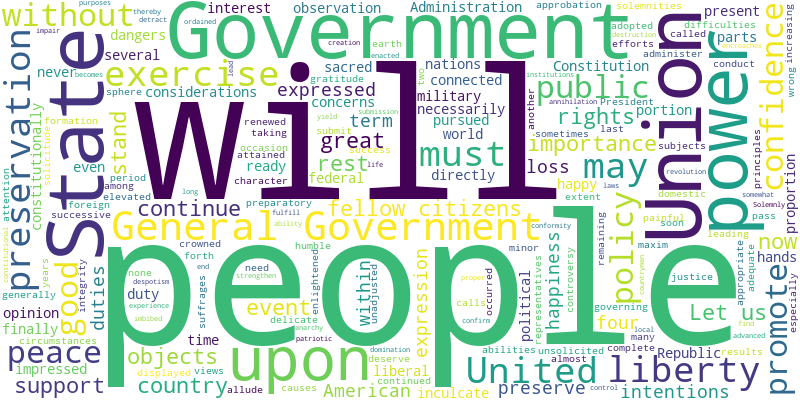 will
people
Government
State
Union
power
upon
General Government
United
liberty
may
must
public
policy
exercise
without
preservation
confidence
promote
peace
good
country
support
rights
importance
great
rest
term
event
fellow citizens
continue
expressed
objects
American
intentions
Let us
now
happiness
preserve
within
expression
duties
duty
stand
loss
directly
military
necessarily
pursued
world
connected
nations
Administration
observation
interest
several
dangers
never
considerations
sacred
concerns
federal
ready
time
political
four
Republic
hands
parts
portion
present
Constitution
proportion
opinion
finally
impressed
even
constitutionally
inculcate
liberal
approbation
solemnities
adopted
difficulties
efforts
called
administer
conduct
wrong
increasing
subjects
principles
domestic
painful
revolution
laws
extent
happy
last
sometimes
President
another
annihilation
institutions
destruction
encroaches
somewhat
Solemnly
pass
leading
soon
maxim
remaining
conformity
minor
justice
countrymen
appropriate
adequate
especially
governing
local
many
complete
almost
results
find
advanced
control
unsolicited
abilities
representatives
controversy
occurred
calls
proper
confirm
deserve
continued
domination
patriotic
anarchy
unadjusted
enlightened
humble
delicate
causes
allude
views
displayed
strengthen
need
end
suffrages
forth
crowned
none
despotism
experience
imbibed
circumstances
generally
years
integrity
successive
foreign
among
elevated
period
attention
solicitude
formation
sphere
constitutional
impair
becomes
purposes
thereby
detract
ordained
creation
enacted
lead
earth
gratitude
two
yield
submission
submit
success
life
renewed
taking
occasion
attained
character
preparatory
fulfill
ability
long